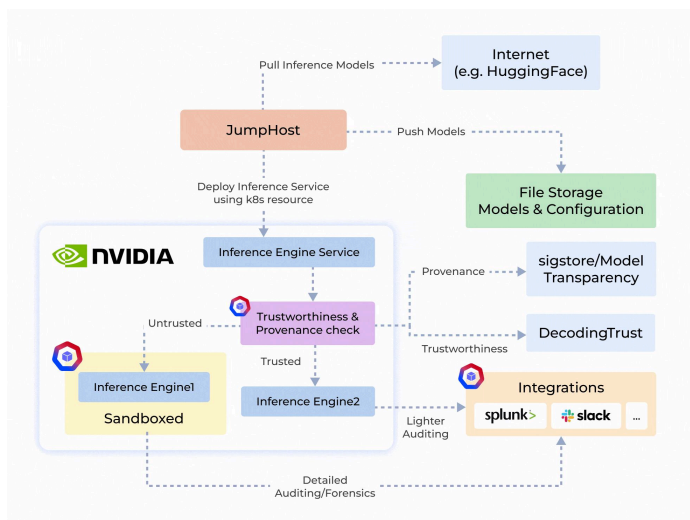 Internet
(e.g. HuggingFace)
Pull Inference Models
JumpHost
Push Models
File Storage
Models & Configuration
Deploy Inference Service
using k8s resource
NVIDIA
Inference Engine Service
sigstore/Model
Transparency
Provenance
Trustworthiness &
Provenance check
Untrusted
DecodingTrust
Trustworthiness
Trusted
Inference Engine1
Sandboxed
Inference Engine2
Integrations
splunk>
slack
...
Lighter
Auditing
Detailed
Auditing/Forensics